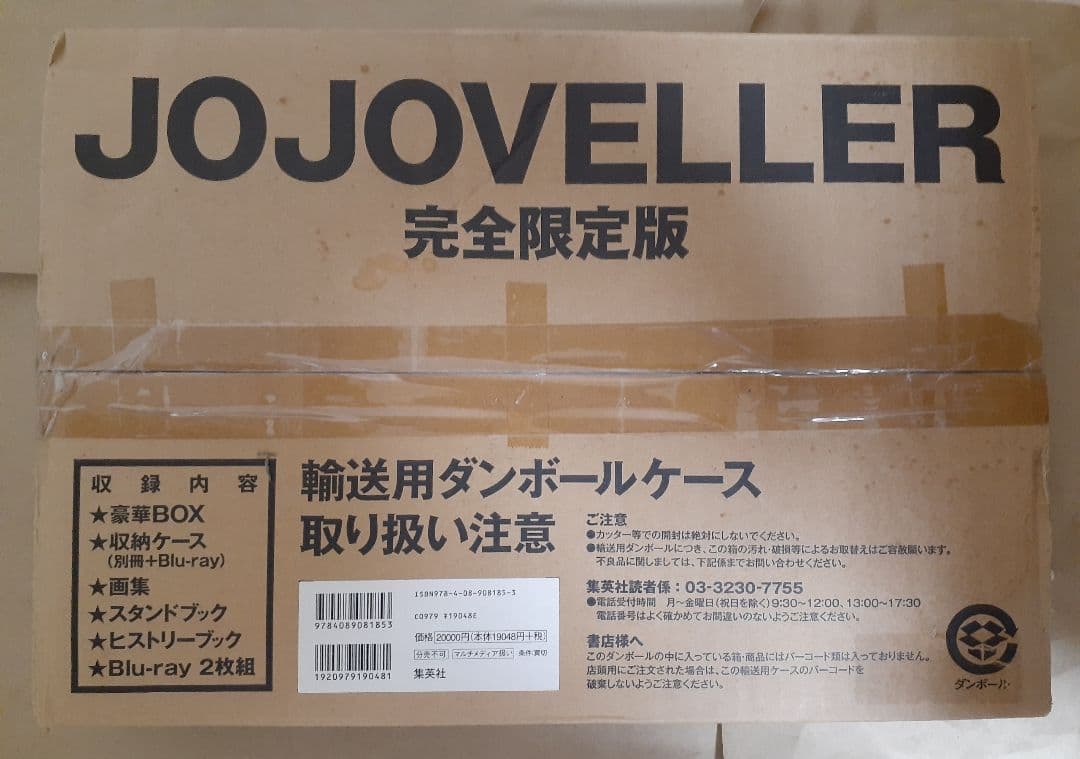 JOJOVELLER
完全限定版
収録内容
★豪華BOX
★収納ケース
(別冊+Blu-ray)
★画集
★スタンドブック
★ヒストリーブック
★Blu-ray 2枚組
輸送用ダンボールケース
取り扱い注意
ISBN978-4-08-908185-3
C0979 ¥19048E
9784089081853
価格 20000円(本体19048円+税)
分売不可 マルチメディア扱い 条件:買切
1920979190481
集英社
ご注意
●カッター等での開封は絶対にしないでください。
●輸送用ダンボールにつき、この箱の汚れ・破損等によるお取替えはご容赦願います。
不良品に関しましては、下記係までお問い合わせください。
集英社読者係：03-3230-7755
●電話受付時間 月〜金曜日(祝日を除く)9:30〜12:00、13:00〜17:30
電話番号はよく確かめてお間違いのないようご注意ください。
書店様へ
このダンボールの中に入っている箱・商品にはバーコード類は入っておりません。
店頭用にご注文された場合は、この輸送用ケースのバーコードを
破棄しないようご注意ください。
ダンボール